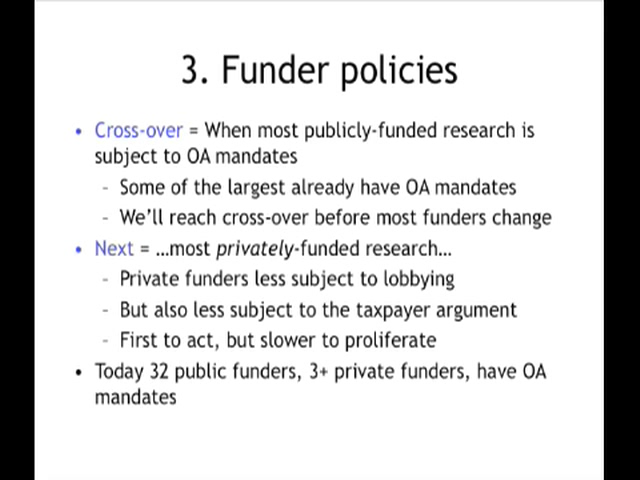 3. Funder policies
• Cross-over = When most publicly-funded research is
subject to OA mandates
- Some of the largest already have OA mandates
- We'll reach cross-over before most funders change
• Next = ...most privately-funded research...
- Private funders less subject to lobbying
- But also less subject to the taxpayer argument
- First to act, but slower to proliferate
• Today 32 public funders, 3+ private funders, have OA
mandates